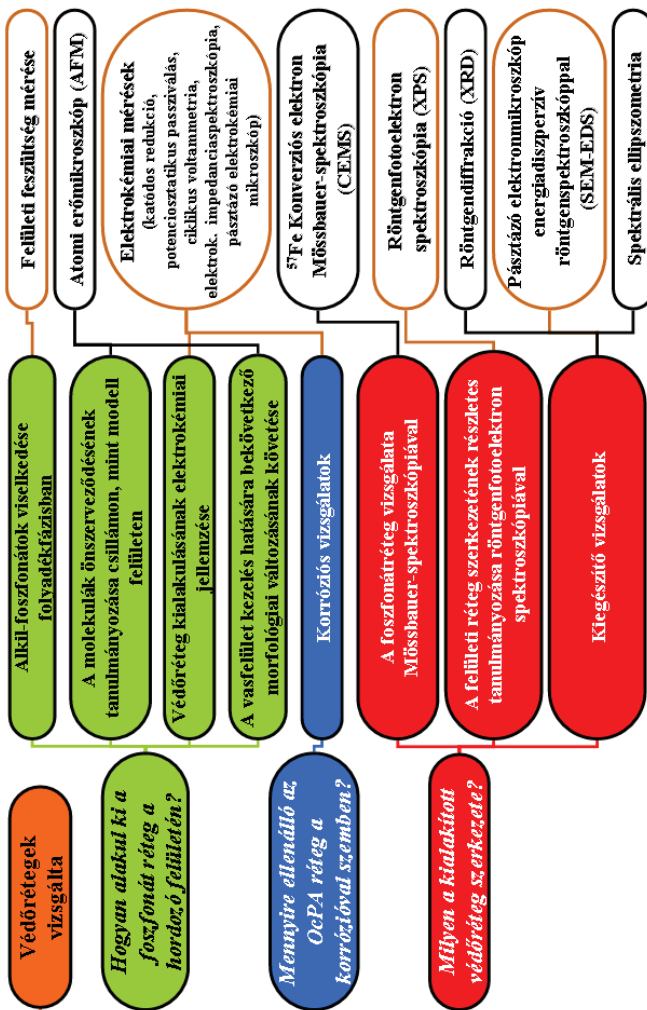 Védőrétegek
vizsgálta
Hogyan alakul ki a
foszfonát réteg a
hordozó felületén?
Mennyire ellenálló az
OcPA réteg a
korrózióval szemben?
Milyen a kialakított
védőréteg szerkezete?
Alkil-foszfonátok viselkedése
folyadékfázisban
A molekulák önszerveződésének
tanulmányozása csillámon, mint modell
felületen
Védőréteg kialakulásának elektrokémiai
jellemzése
A vasfelület kezelés hatására bekövetkező
morfológiai változásának követése
Korróziós vizsgálatok
A foszfonátréteg vizsgálata
Mössbauer-spektroszkópiával
A felületi réteg szerkezetének részletes
tanulmányozása röntgenfotoelektron
spektroszkópiával
Kiegészítő vizsgálatok
Felületi feszültség mérése
Atomi erőmikroszkóp (AFM)
Elektrokémiai mérések
(katódos redukció,
potenciosztatikus passziválás,
ciklikus voltammetria,
elektrok. impedanciaspektroszkópia,
pásztázó elektrokémiai
mikroszkóp)
⁵⁷Fe Konverziós elektron
Mössbauer-spektroszkópia
(CEMS)
Röntgenfotoelektron
spektroszkópia (XPS)
Röntgendiffrakció (XRD)
Pásztázó elektronmikroszkóp
energiadiszperzív
röntgenspektroszkóppal
(SEM-EDS)
Spektrális ellipszometria